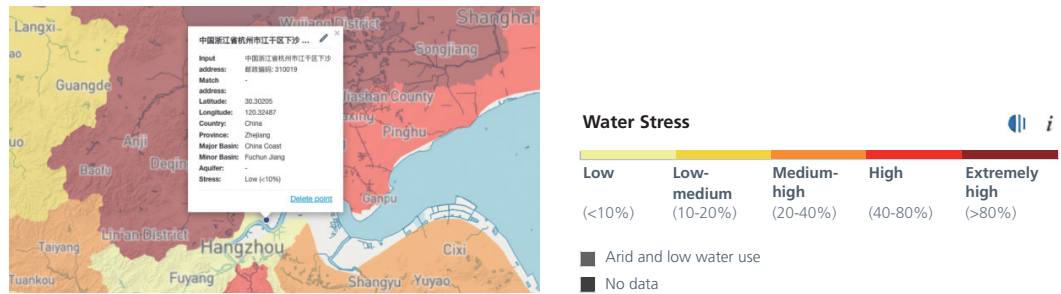 Langxi
Wujiang District
Shanghai
Songjiang
Guangde
Jiashan County
Pinghu
Anji
Deqin
Baofu
Ganpu
Lin'an District
Hangzhou
Taiyang
Fuyang
Cixi
Shangyu
Yuyao
Tuankou
中国浙江省杭州市江干区下沙 ...
×
Input address: 中国浙江省杭州市江干区下沙 邮政编码: 310019
Match address: -
Latitude: 30.30205
Longitude: 120.32487
Country: China
Province: Zhejiang
Major Basin: China Coast
Minor Basin: Fuchun Jiang
Aquifer: -
Stress: Low (<10%)
Delete point
Water Stress
i
Low Low-medium Medium-high High Extremely high
(<10%) (10-20%) (20-40%) (40-80%) (>80%)
Arid and low water use
No data